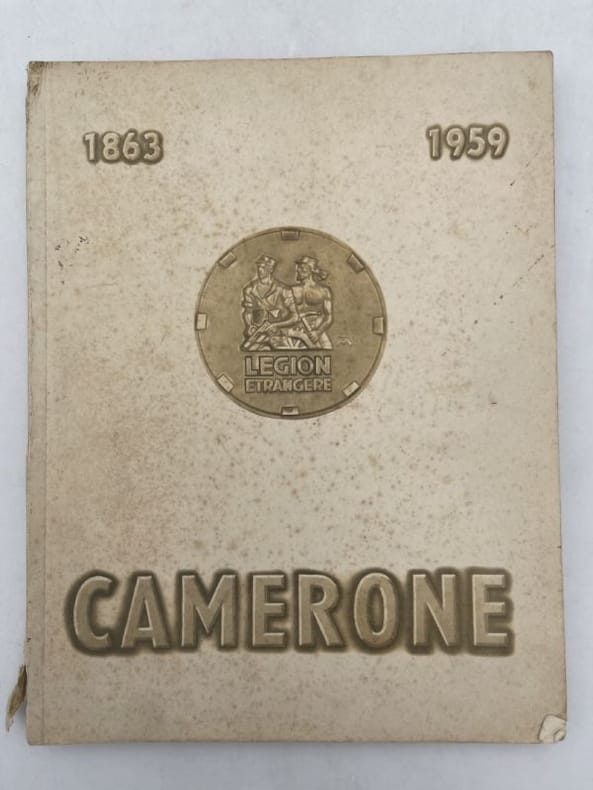 1863 1959
LEGION
ETRANGERE
CAMERONE